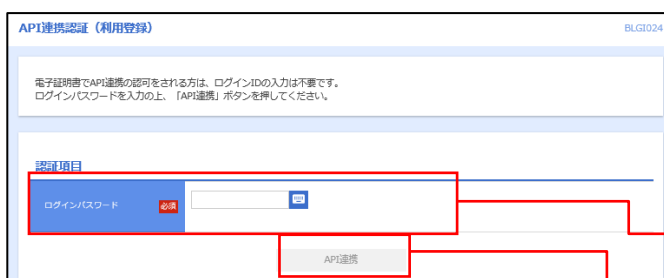 API連携認証（利用登録）
BLGI024
電子証明書でAPI連携の認可をされる方は、ログインIDの入力は不要です。
ログインパスワードを入力の上、「API連携」ボタンを押してください。
認証項目
ログインパスワード 必須
API連携